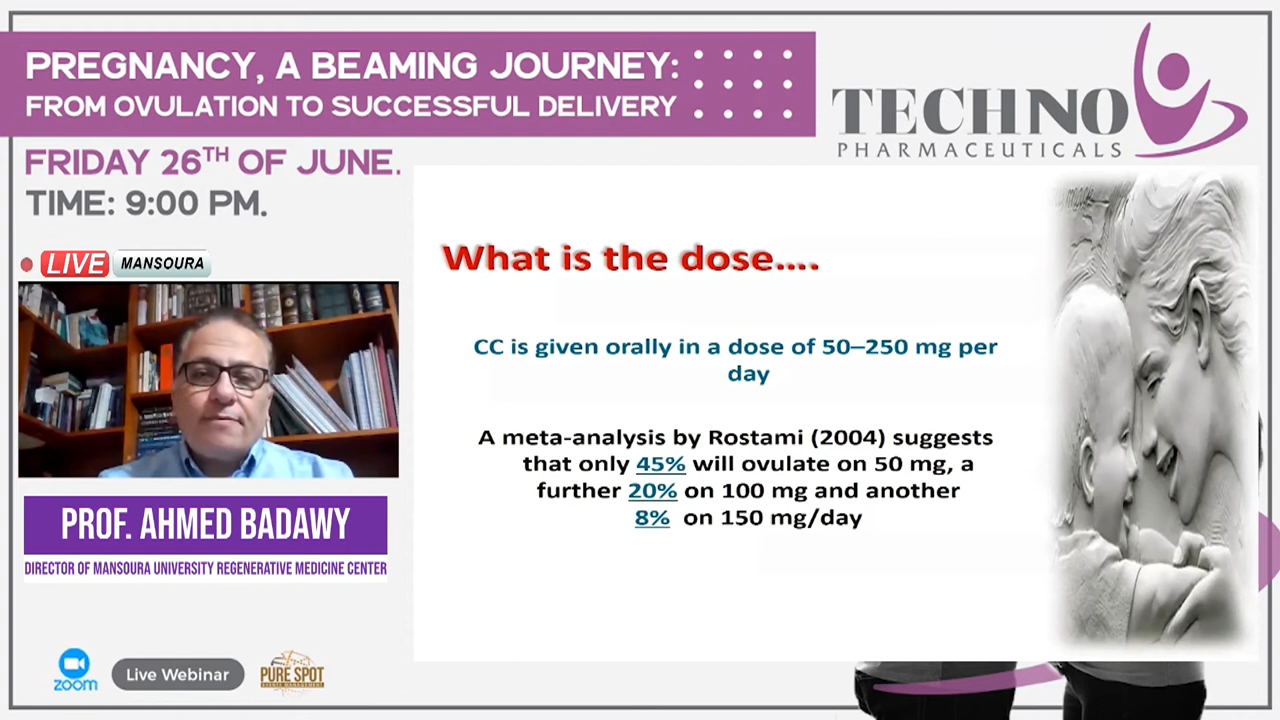 PREGNANCY, A BEAMING JOURNEY:
FROM OVULATION TO SUCCESSFUL DELIVERY
TECHNO
PHARMACEUTICALS
FRIDAY 26TH OF JUNE.
TIME: 9:00 PM.
LIVE MANSOURA
What is the dose....
CC is given orally in a dose of 50–250 mg per
day
A meta-analysis by Rostami (2004) suggests
that only 45% will ovulate on 50 mg, a
further 20% on 100 mg and another
8% on 150 mg/day
PROF. AHMED BADAWY
DIRECTOR OF MANSOURA UNIVERSITY REGENERATIVE MEDICINE CENTER
zoom
Live Webinar
PURE SPOT